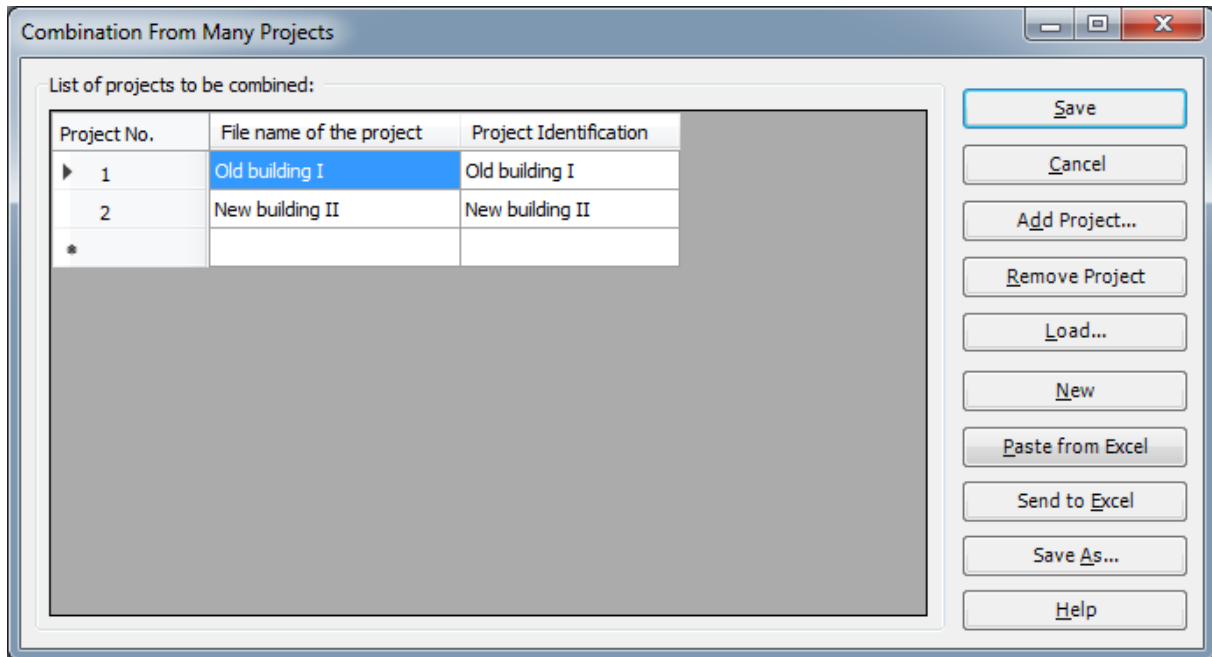 Combination From Many Projects
List of projects to be combined:
Project No. File name of the project Project Identification
1 Old building I Old building I
2 New building II New building II
*
Save
Cancel
Add Project...
Remove Project
Load...
New
Paste from Excel
Send to Excel
Save As...
Help